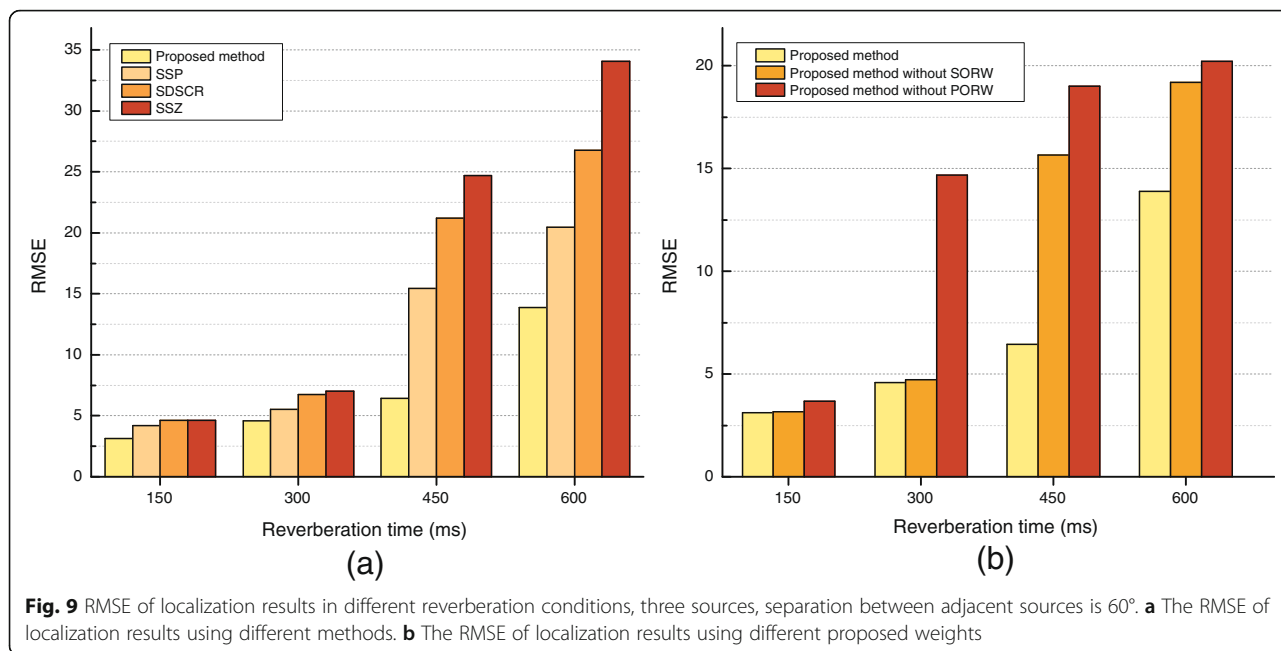 35
30
25
20
15
10
5
0
RMSE
Proposed method
SSP
SDSCR
SSZ
150 300 450 600
Reverberation time (ms)
(a)
20
15
10
5
0
RMSE
Proposed method
Proposed method without SORW
Proposed method without PORW
150 300 450 600
Reverberation time (ms)
(b)
Fig. 9 RMSE of localization results in different reverberation conditions, three sources, separation between adjacent sources is 60°. a The RMSE of
localization results using different methods. b The RMSE of localization results using different proposed weights